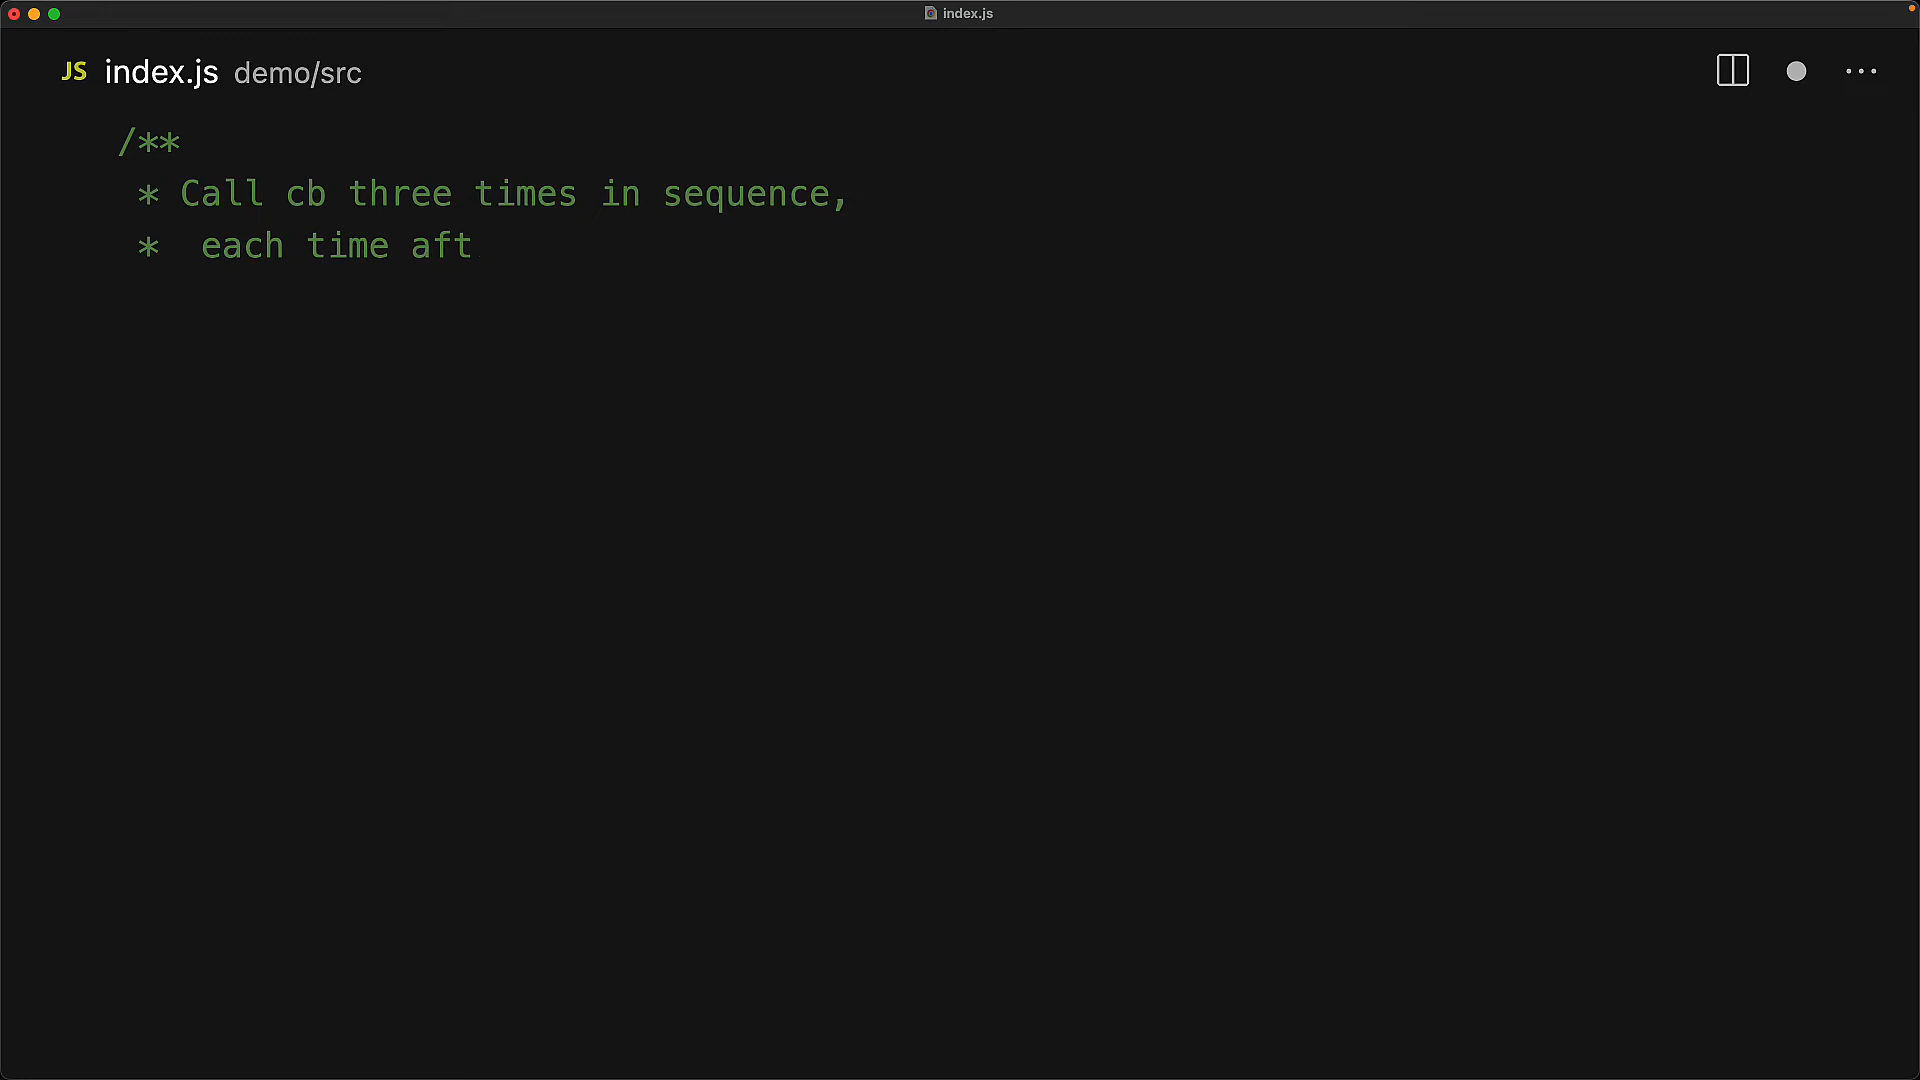 index.js
JS index.js demo/src
/**
 * Call cb three times in sequence,
 *  each time aft